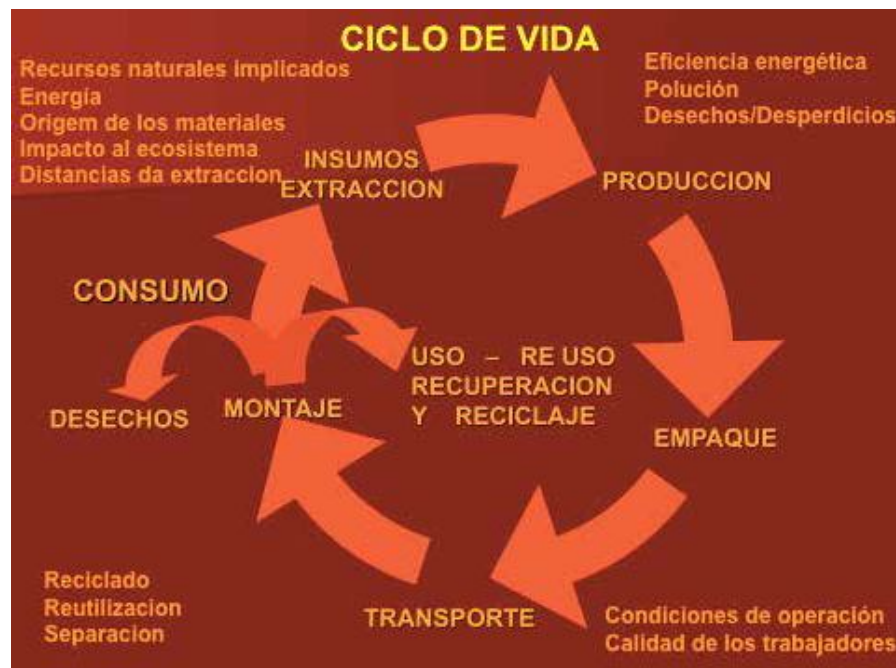 CICLO DE VIDA
Recursos naturales implicados
Energía
Origem de los materiales
Impacto al ecosistema
Distancias da extraccion
Eficiencia energética
Polución
Desechos/Desperdicios
INSUMOS
EXTRACCION
PRODUCCION
CONSUMO
USO – RE USO
RECUPERACION
Y RECICLAJE
DESECHOS
MONTAJE
EMPAQUE
Reciclado
Reutilizacion
Separacion
TRANSPORTE
Condiciones de operación
Calidad de los trabajadores